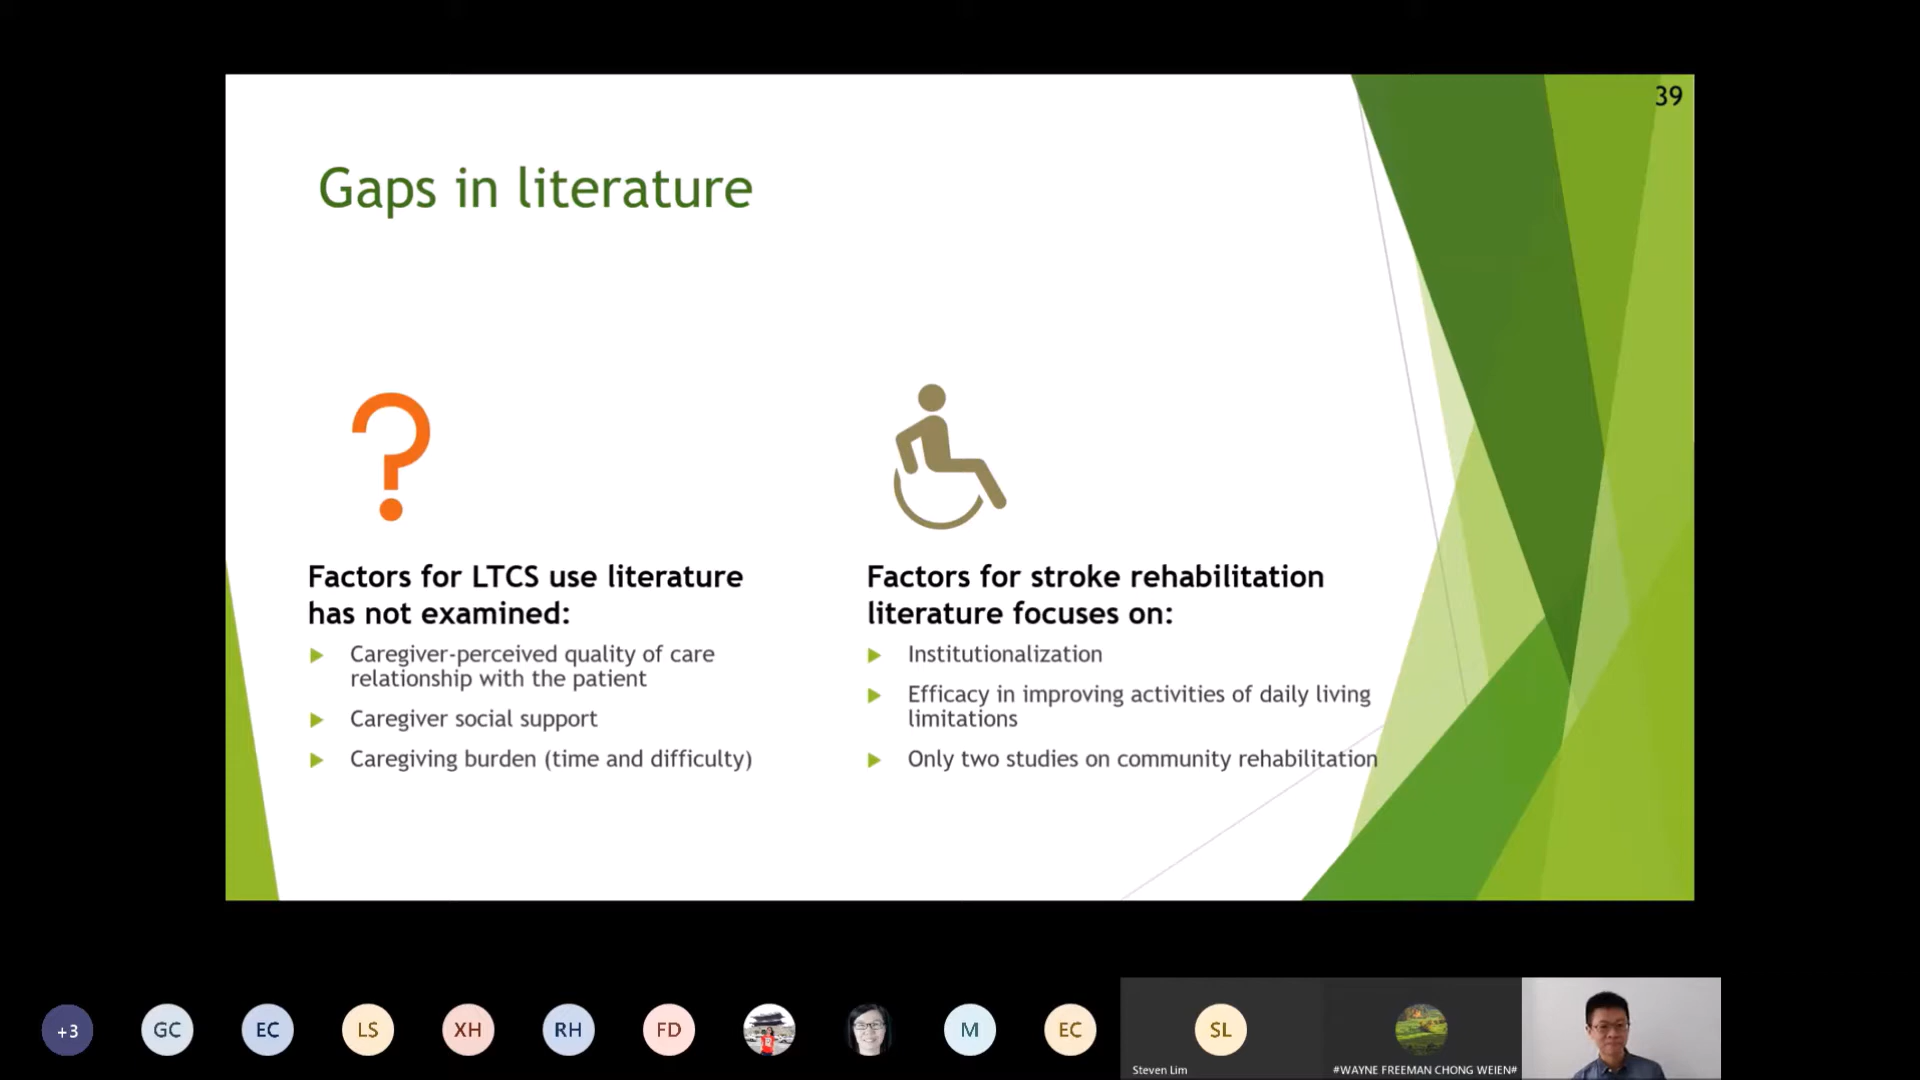 39
Gaps in literature
Factors for LTCS use literature
has not examined:
Caregiver-perceived quality of care
relationship with the patient
Caregiver social support
Caregiving burden (time and difficulty)
Factors for stroke rehabilitation
literature focuses on:
Institutionalization
Efficacy in improving activities of daily living
limitations
Only two studies on community rehabilitation
+3
GC
EC
LS
XH
RH
FD
M
EC
SL
Steven Lim
#WAYNE FREEMAN CHONG WEIEN#